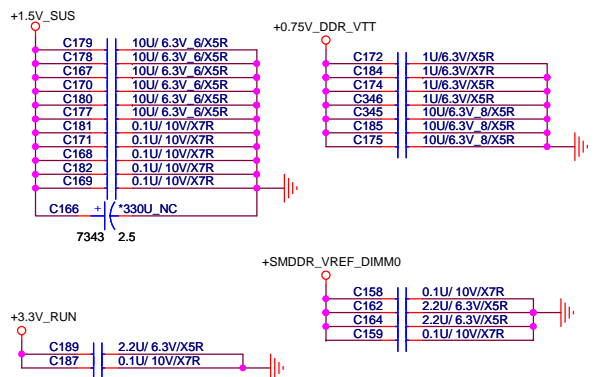 +1.5V_SUS
C179 10U/ 6.3V_6/X5R
C178 10U/ 6.3V_6/X5R
C167 10U/ 6.3V_6/X5R
C170 10U/ 6.3V_6/X5R
C180 10U/ 6.3V_6/X5R
C177 10U/ 6.3V_6/X5R
C181 0.1U/ 10V/X7R
C171 0.1U/ 10V/X7R
C168 0.1U/ 10V/X7R
C182 0.1U/ 10V/X7R
C169 0.1U/ 10V/X7R
C166 + *330U_NC
7343 2.5
+0.75V_DDR_VTT
C172 1U/6.3V/X5R
C184 1U/6.3V/X7R
C174 1U/6.3V/X5R
C346 1U/6.3V/X5R
C345 10U/6.3V_8/X5R
C185 10U/6.3V_8/X5R
C175 10U/6.3V_8/X5R
+3.3V_RUN
C189 2.2U/ 6.3V/X5R
C187 0.1U/ 10V/X7R
+SMDDR_VREF_DIMM0
C158 0.1U/ 10V/X7R
C162 2.2U/ 6.3V/X5R
C164 2.2U/ 6.3V/X5R
C159 0.1U/ 10V/X7R